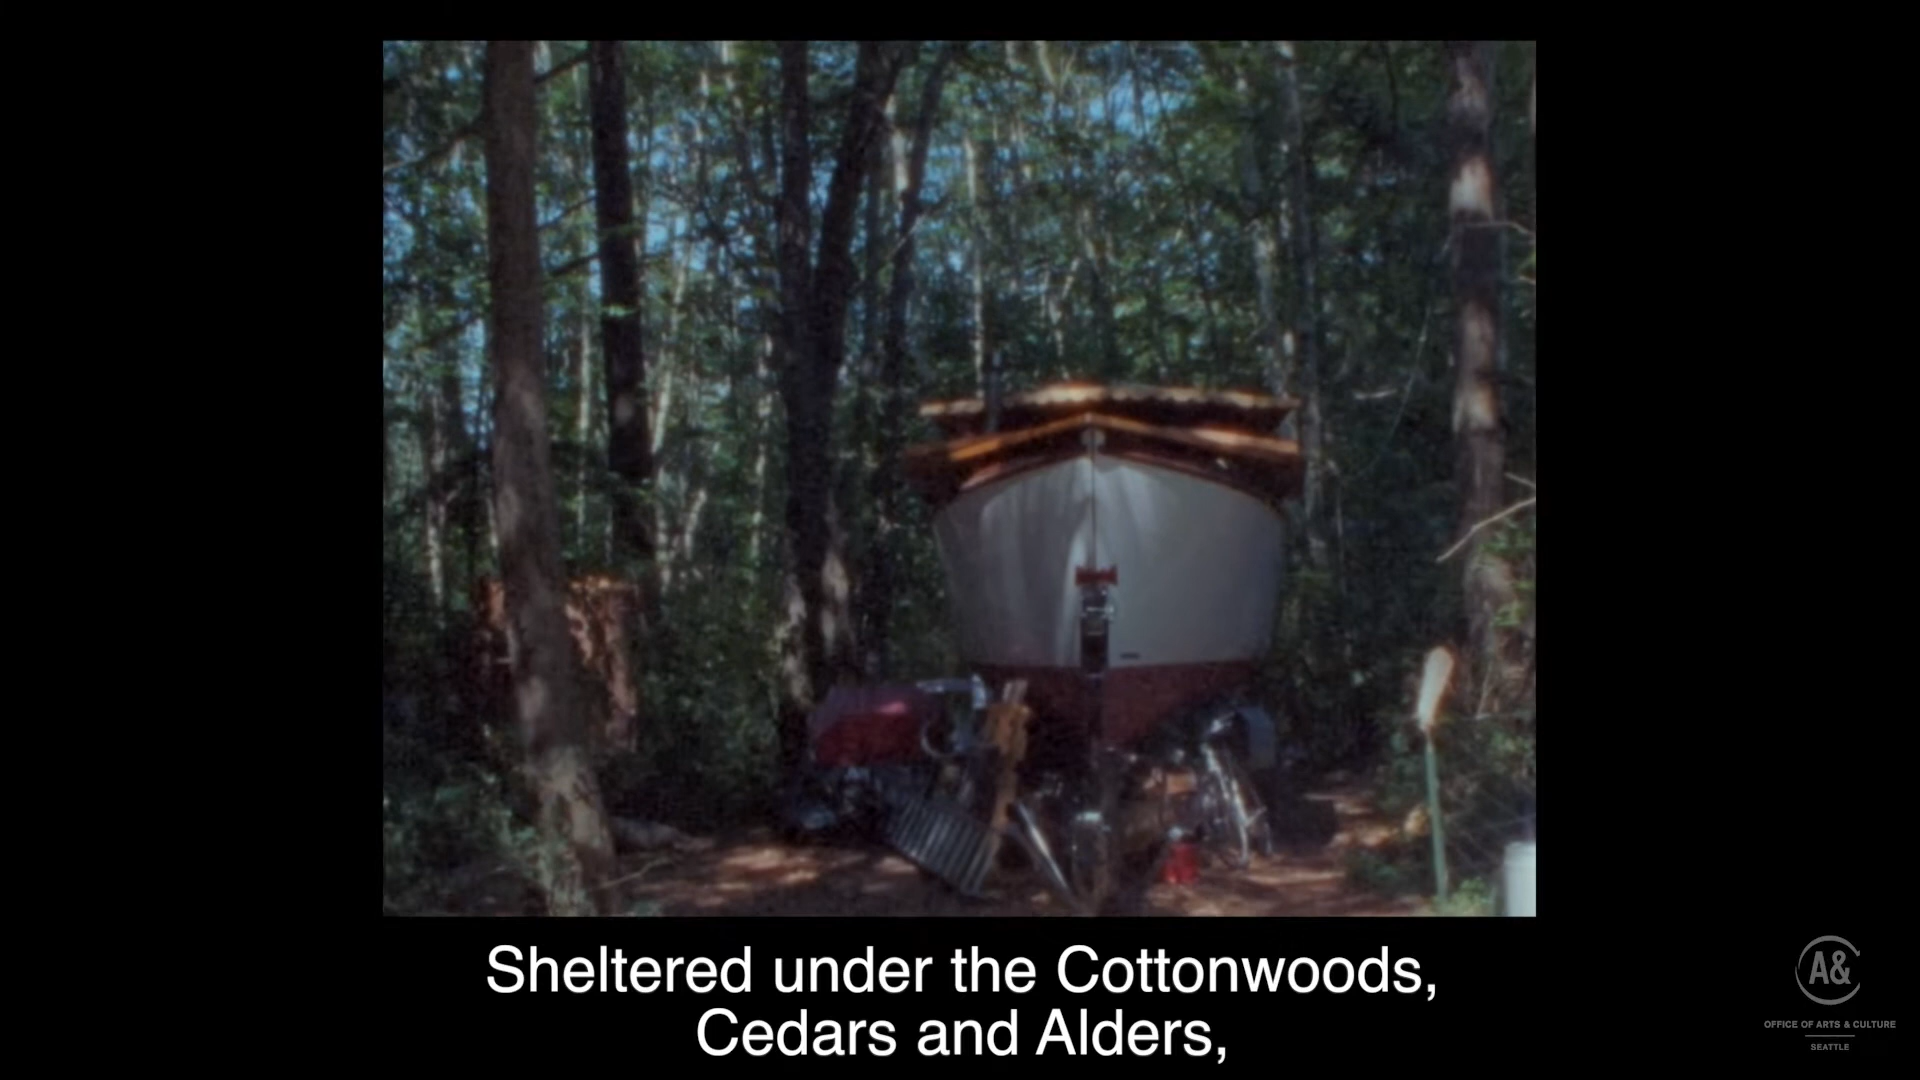 Sheltered under the Cottonwoods,
Cedars and Alders,
A&
OFFICE OF ARTS & CULTURE
SEATTLE